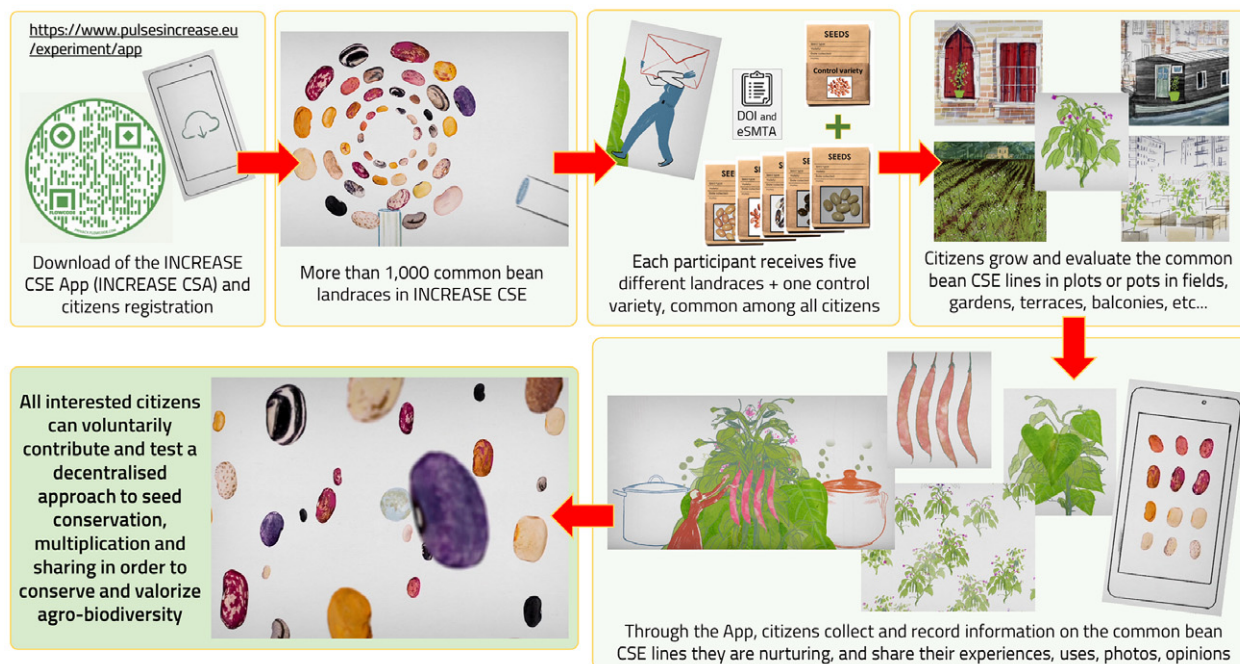 https://www.pulsesincrease.eu
/experiment/app
FLOWCODE
Download of the INCREASE
CSE App (INCREASE CSA) and
citizens registration
More than 1,000 common bean
landraces in INCREASE CSE
DOI and
eSMTA
SEEDS
Control variety
+
SEEDS
SEEDS
SEEDS
SEEDS
SEEDS
Each participant receives five
different landraces + one control
variety, common among all citizens
Citizens grow and evaluate the common
bean CSE lines in plots or pots in fields,
gardens, terraces, balconies, etc...
All interested citizens
can voluntarily
contribute and test a
decentralised
approach to seed
conservation,
multiplication and
sharing in order to
conserve and valorize
agro-biodiversity
Through the App, citizens collect and record information on the common bean
CSE lines they are nurturing, and share their experiences, uses, photos, opinions